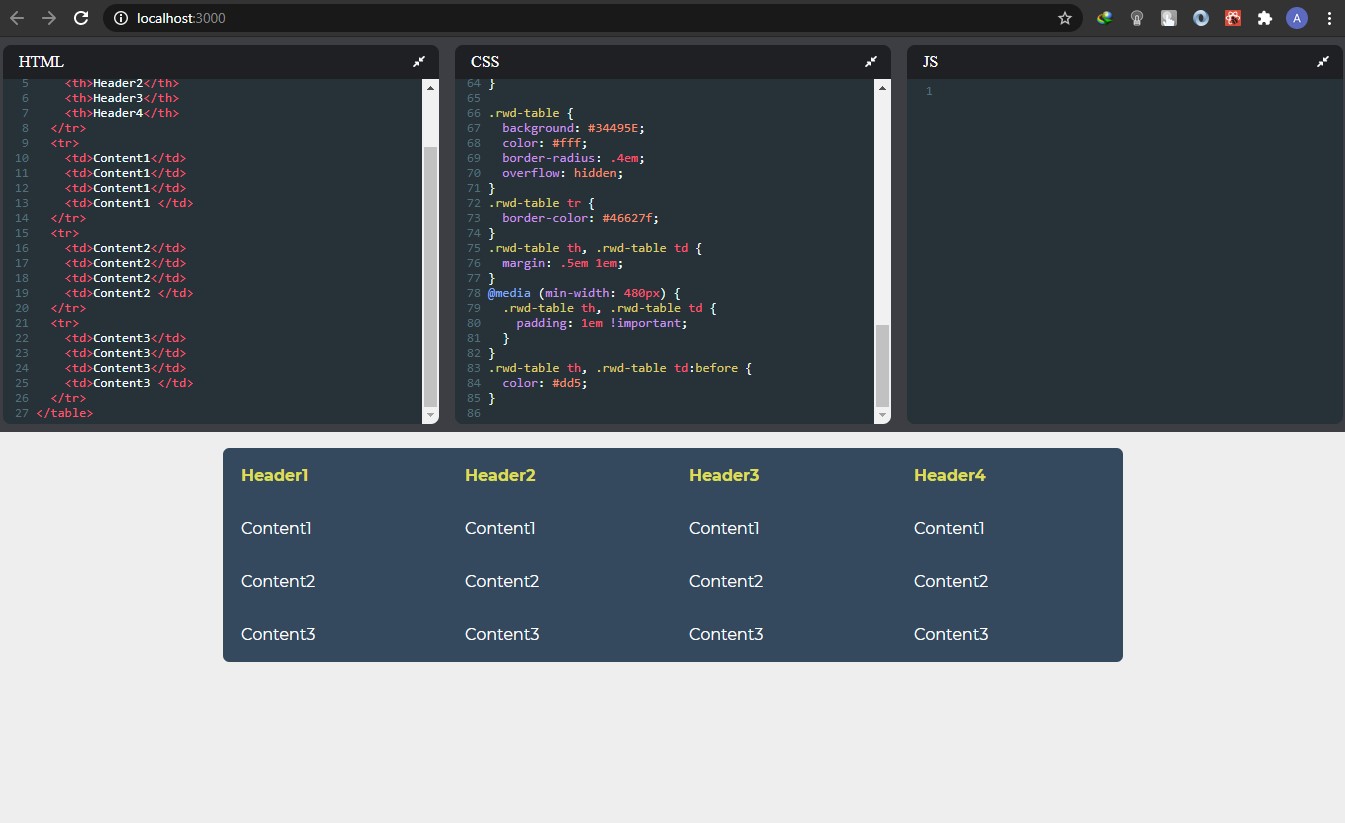 localhost:3000
A
HTML
5 <th>Header2</th>
6 <th>Header3</th>
7 <th>Header4</th>
8 </tr>
9 <tr>
10 <td>Content1</td>
11 <td>Content1</td>
12 <td>Content1</td>
13 <td>Content1 </td>
14 </tr>
15 <tr>
16 <td>Content2</td>
17 <td>Content2</td>
18 <td>Content2</td>
19 <td>Content2 </td>
20 </tr>
21 <tr>
22 <td>Content3</td>
23 <td>Content3</td>
24 <td>Content3</td>
25 <td>Content3 </td>
26 </tr>
27 </table>
CSS
64 }
65
66 .rwd-table {
67 background: #34495E;
68 color: #fff;
69 border-radius: .4em;
70 overflow: hidden;
71 }
72 .rwd-table tr {
73 border-color: #46627f;
74 }
75 .rwd-table th, .rwd-table td {
76 margin: .5em 1em;
77 }
78 @media (min-width: 480px) {
79 .rwd-table th, .rwd-table td {
80 padding: 1em !important;
81 }
82 }
83 .rwd-table th, .rwd-table td:before {
84 color: #dd5;
85 }
86
JS
1
Header1 Header2 Header3 Header4
Content1 Content1 Content1 Content1
Content2 Content2 Content2 Content2
Content3 Content3 Content3 Content3